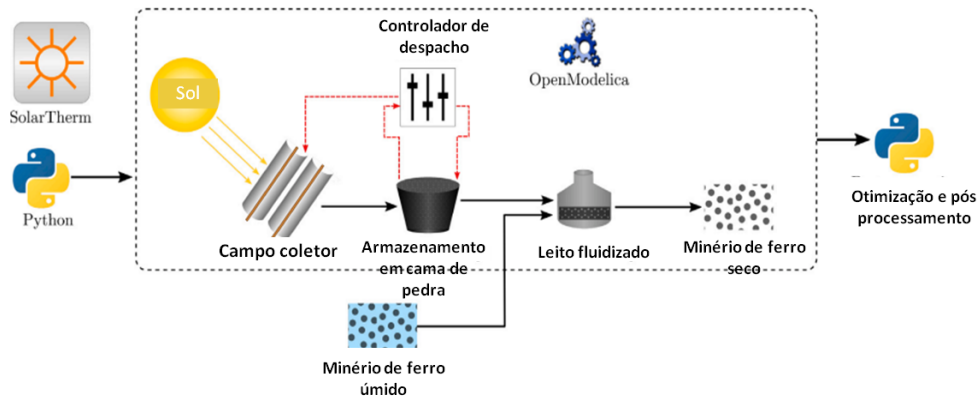 Controlador de
despacho
OpenModelica
SolarTherm
Sol
Python
Campo coletor
Armazenamento
em cama de
pedra
Leito fluidizado
Minério de ferro
seco
Otimização e pós
processamento
Minério de ferro
úmido